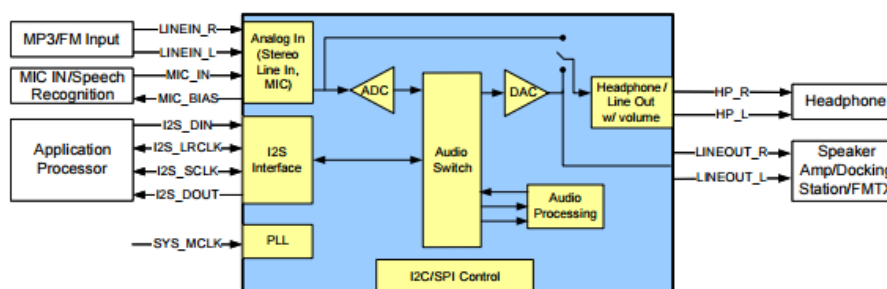 MP3/FM Input
LINEIN_R
LINEIN_L
MIC IN/Speech
Recognition
MIC_IN
MIC_BIAS
Application
Processor
I2S_DIN
I2S_LRCLK
I2S_SCLK
I2S_DOUT
SYS_MCLK
Analog In
(Stereo
Line In,
MIC)
I2S
Interface
PLL
ADC
Audio
Switch
DAC
Audio
Processing
I2C/SPI Control
Headphone /
Line Out
w/ volume
HP_R
HP_L
LINEOUT_R
LINEOUT_L
Headphone
Speaker
Amp/Docking
Station/FMTX